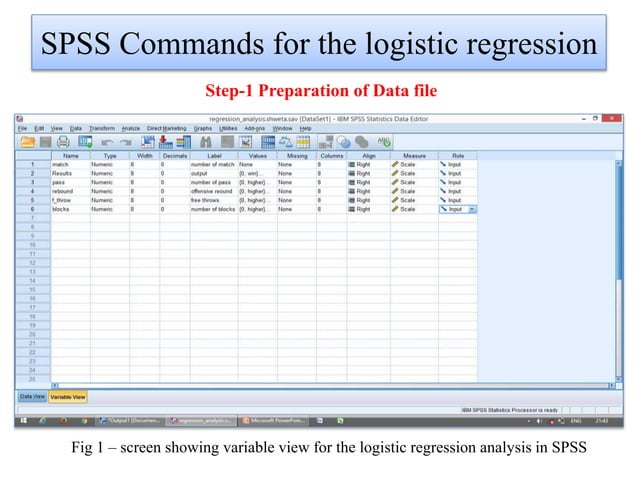 SPSS Commands for the logistic regression
Step-1 Preparation of Data file
regression_analysis.shweta.sav [DataSet1] - IBM SPSS Statistics Data Editor
File Edit View Data Transform Analyze Direct Marketing Graphs Utilities Add-ons Window Help
Name Type Width Decimals Label Values Missing Columns Align Measure Role
1 match Numeric 8 0 number of match None None 8 Right Scale Input
2 Results Numeric 8 0 output {0, win}... None 8 Right Scale Input
3 pass Numeric 8 0 number of pass {0, higher}... None 8 Right Scale Input
4 rebound Numeric 8 0 offensive reound {0, higher}... None 8 Right Scale Input
5 f_throw Numeric 8 0 free throws {0, higher}... None 8 Right Scale Input
6 blocks Numeric 8 0 number of blocks {0, higher}... None 8 Right Scale Input
7
8
9
10
11
12
13
14
15
16
17
18
19
20
21
22
23
24
25
Data View Variable View
IBM SPSS Statistics Processor is ready
*Output1 [Documen... regression_analysis.s... Microsoft PowerPoin... ENG 21:43
Fig 1 – screen showing variable view for the logistic regression analysis in SPSS